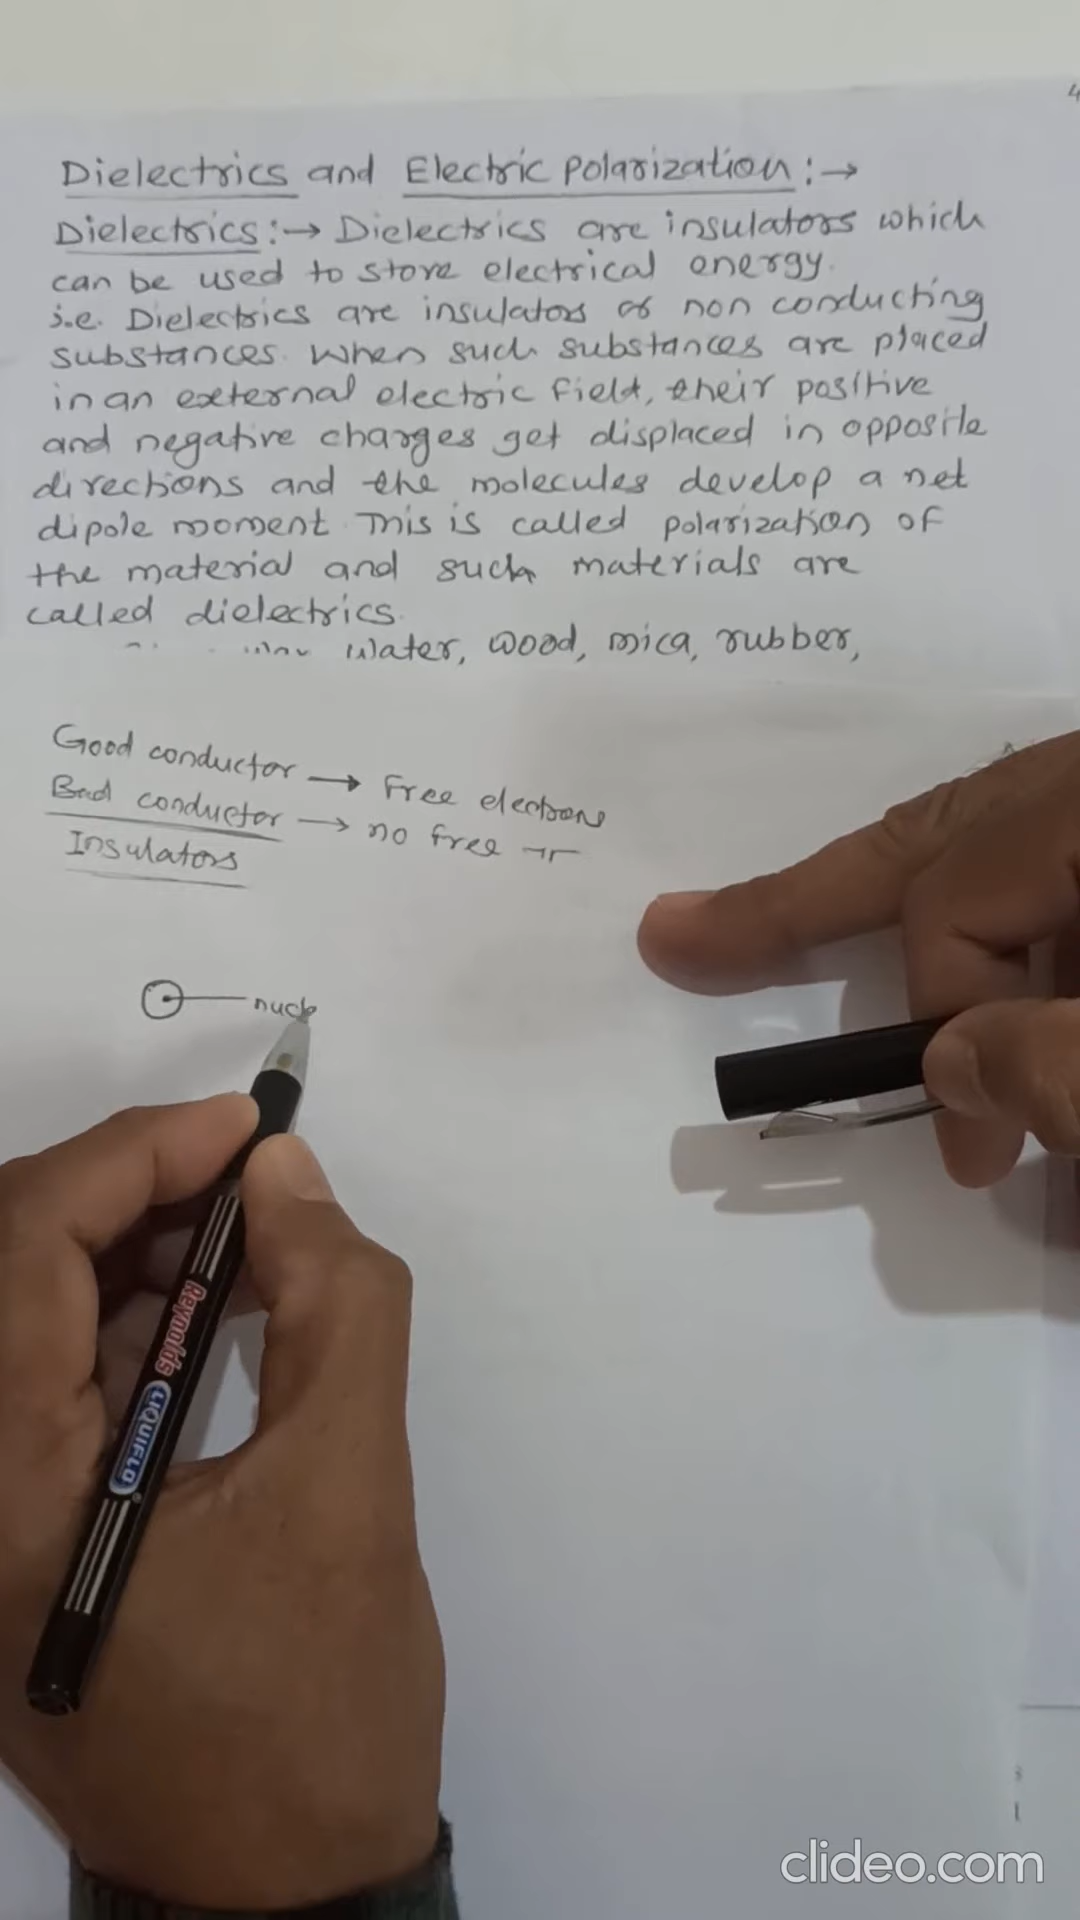 4
Dielectrics and Electric Polarization :→
Dielectrics :→ Dielectrics are insulators which
can be used to store electrical energy.
i.e. Dielectrics are insulators or non conducting
substances. When such substances are placed
in an external electric field, their positive
and negative charges get displaced in opposite
directions and the molecules develop a net
dipole moment. This is called polarization of
the material and such materials are
called dielectrics.
Water, wood, mica, rubber,
Good conductor → Free electrons
Bad conductor → no free
Insulators
nucle
Reynolds
LIQUIFLO
clideo.com